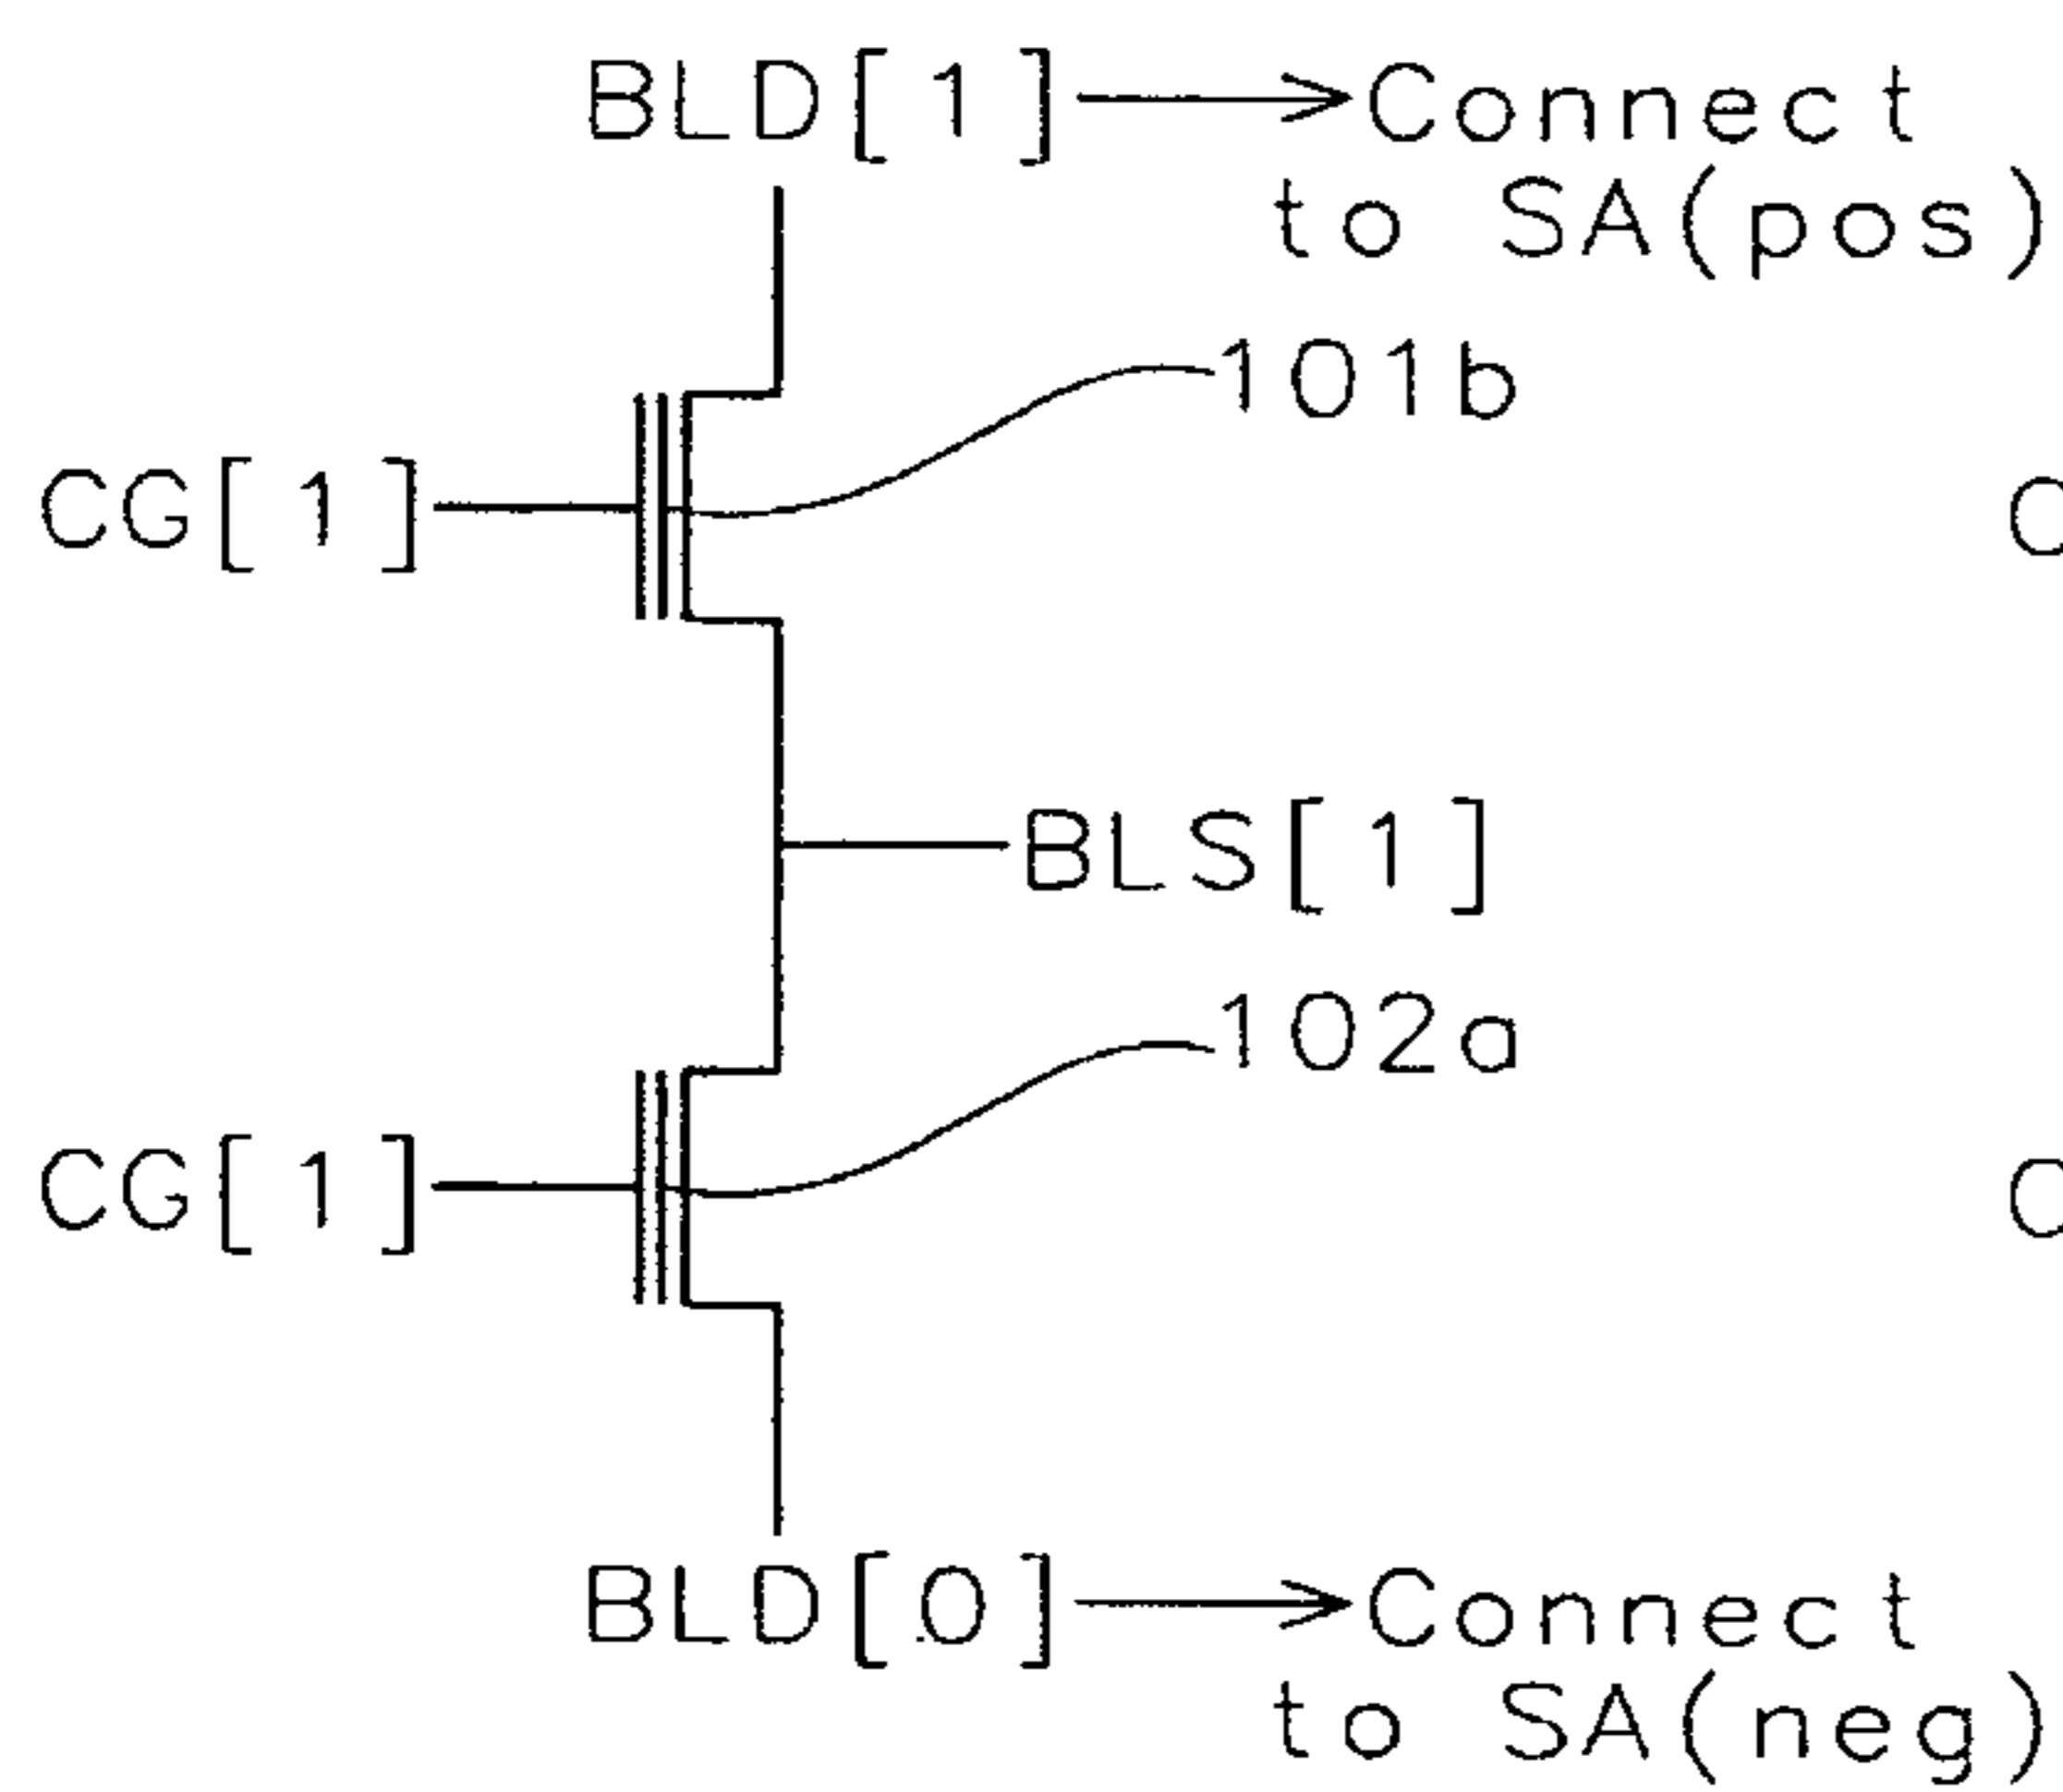 BLD[1] Connect
to SA(pos)
101b
CG[1]
BLS[1]
102a
CG[1]
BLD[0] Connect
to SA(neg)